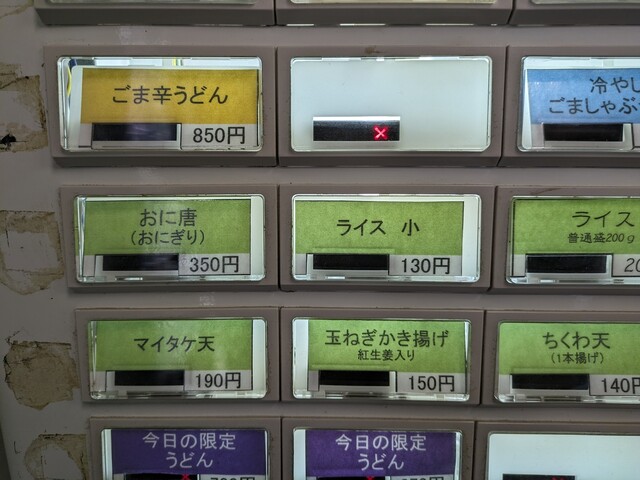 ごま辛うどん
850円
×
冷やし
ごましゃぶ
おに唐
(おにぎり)
350円
ライス 小
130円
ライス
普通盛200g
20
マイタケ天
190円
玉ねぎかき揚げ
紅生姜入り
150円
ちくわ天
(1本揚げ)
140円
今日の限定
うどん
今日の限定
うどん